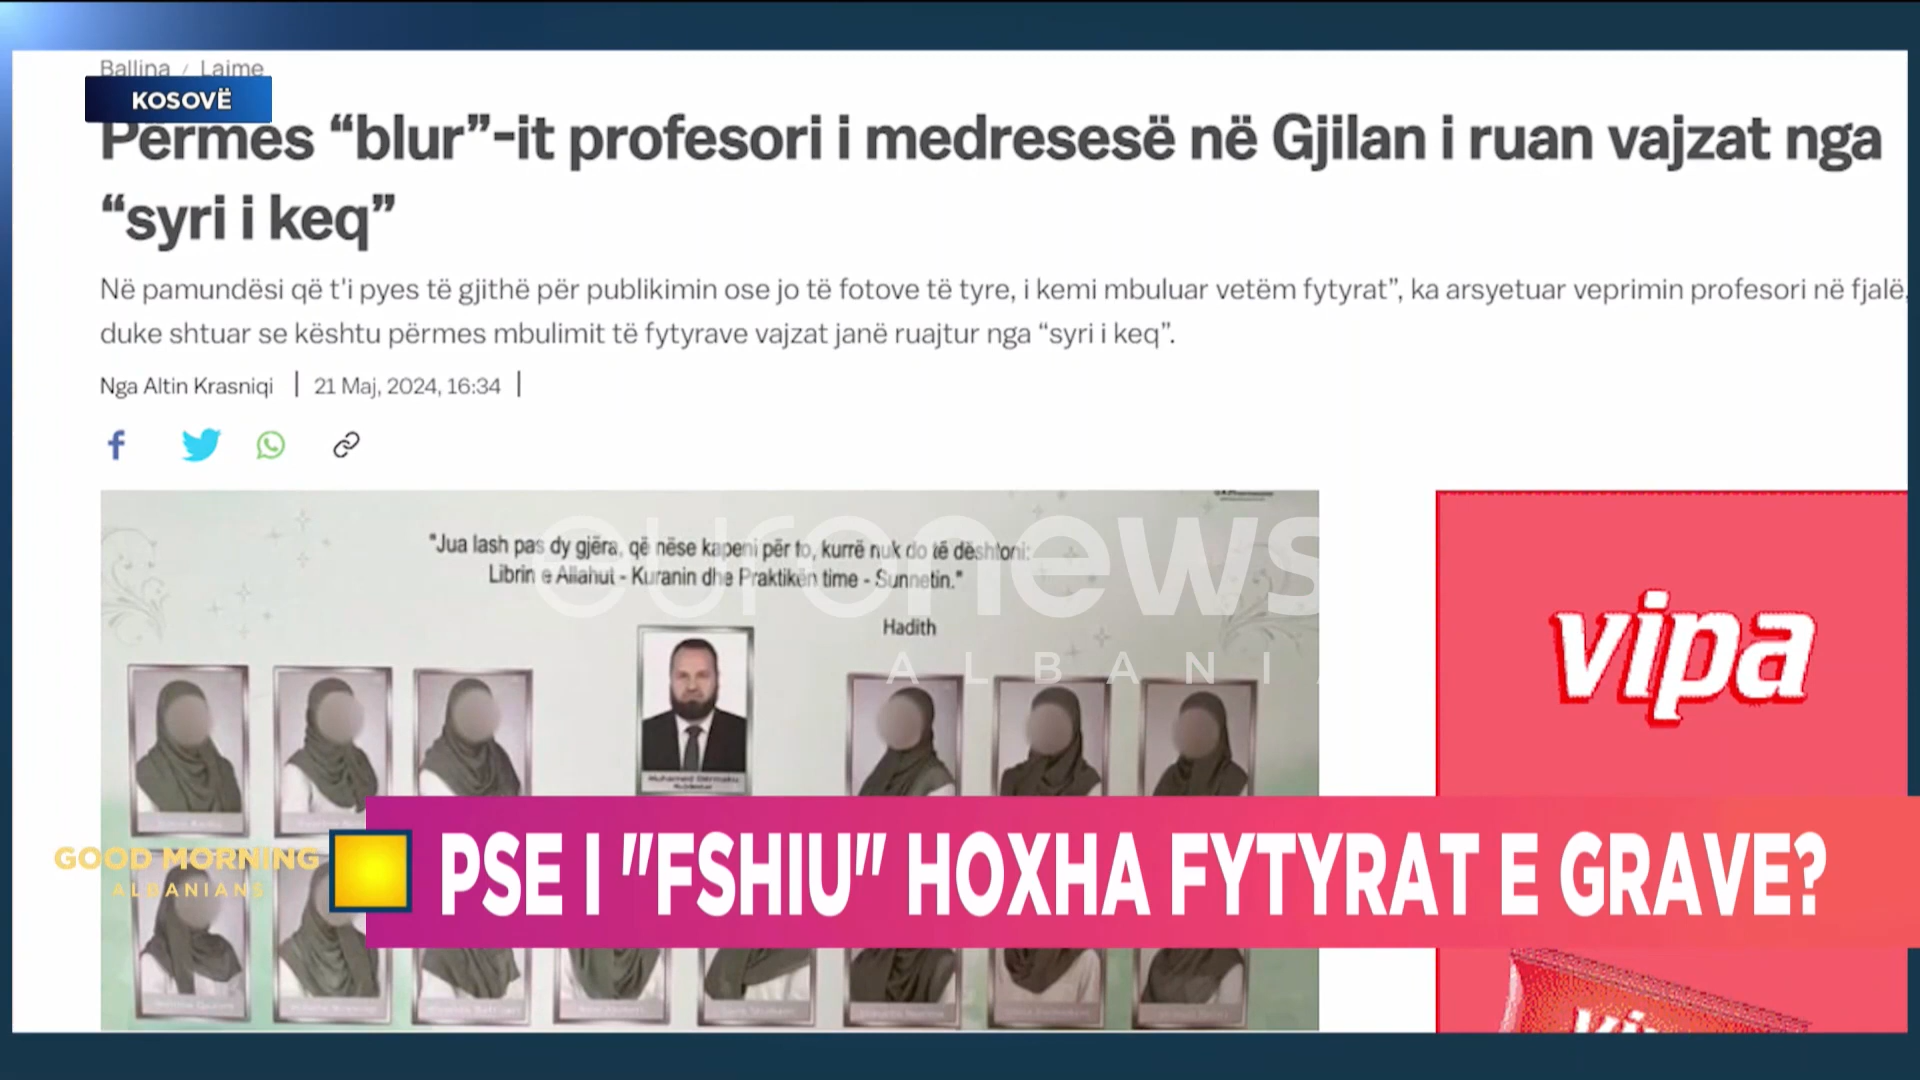 Ballina / Lajme
KOSOVË
Përmes “blur”-it profesori i medresesë në Gjilan i ruan vajzat nga
“syri i keq”
Në pamundësi që t'i pyes të gjithë për publikimin ose jo të fotove të tyre, i kemi mbuluar vetëm fytyrat”, ka arsyetuar veprimin profesori në fjalë,
duke shtuar se kështu përmes mbulimit të fytyrave vajzat janë ruajtur nga “syri i keq”.
Nga Altin Krasniqi | 21 Maj, 2024, 16:34 |
"Jua lash pas dy gjëra, që nëse kapeni për to, kurrë nuk do të dështoni:
Librin e Allahut - Kuranin dhe Praktikën time - Sunnetin."
Hadith
euronews
ALBANIA
vipa
GOOD MORNING
ALBANIANS
PSE I "FSHIU" HOXHA FYTYRAT E GRAVE?